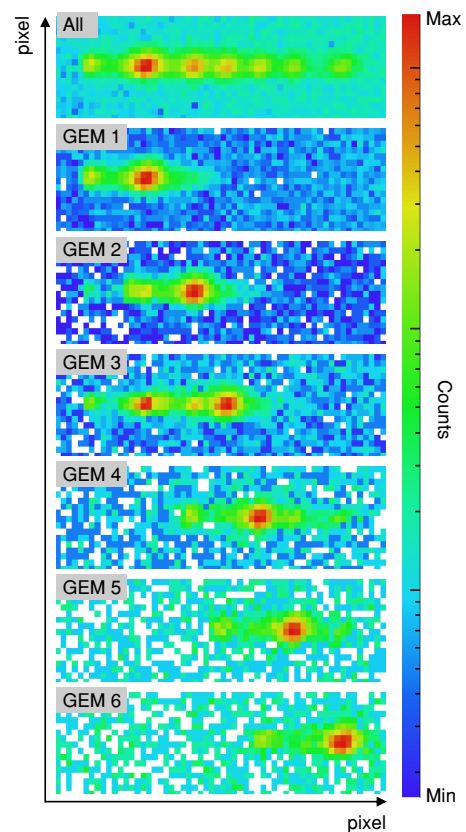 pixel
All
GEM 1
GEM 2
GEM 3
GEM 4
GEM 5
GEM 6
pixel
Max
Counts
Min